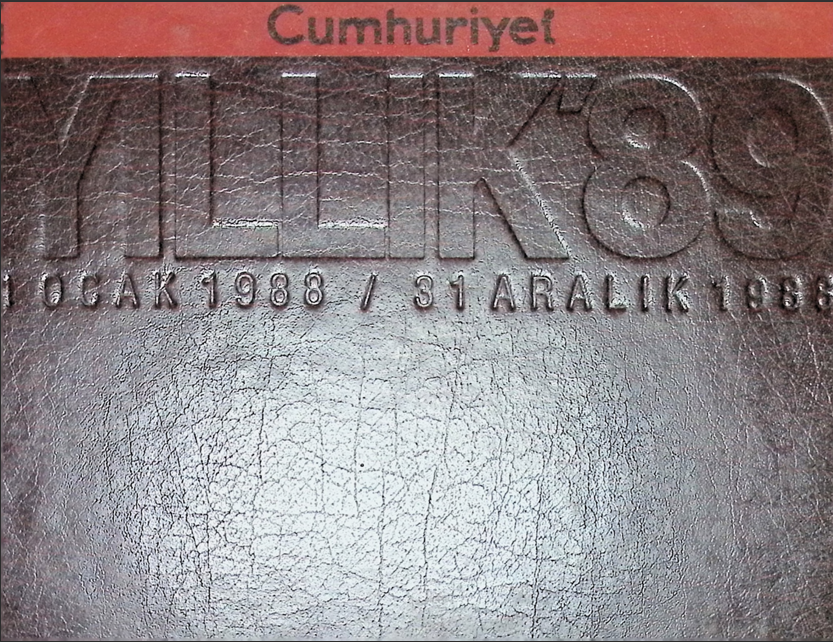 Cumhuriyet
YILLIK'89
1 OCAK 1988 / 31 ARALIK 1988